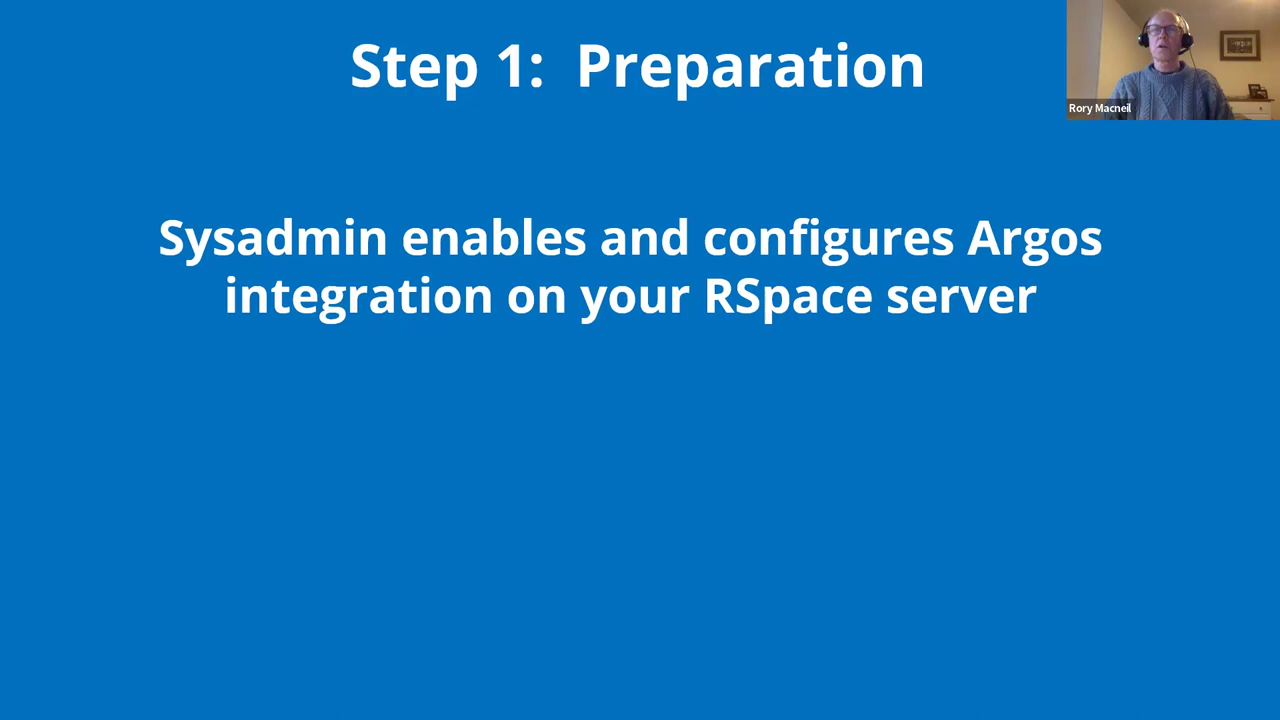 Step 1: Preparation
Rory Macneil
Sysadmin enables and configures Argos
integration on your RSpace server